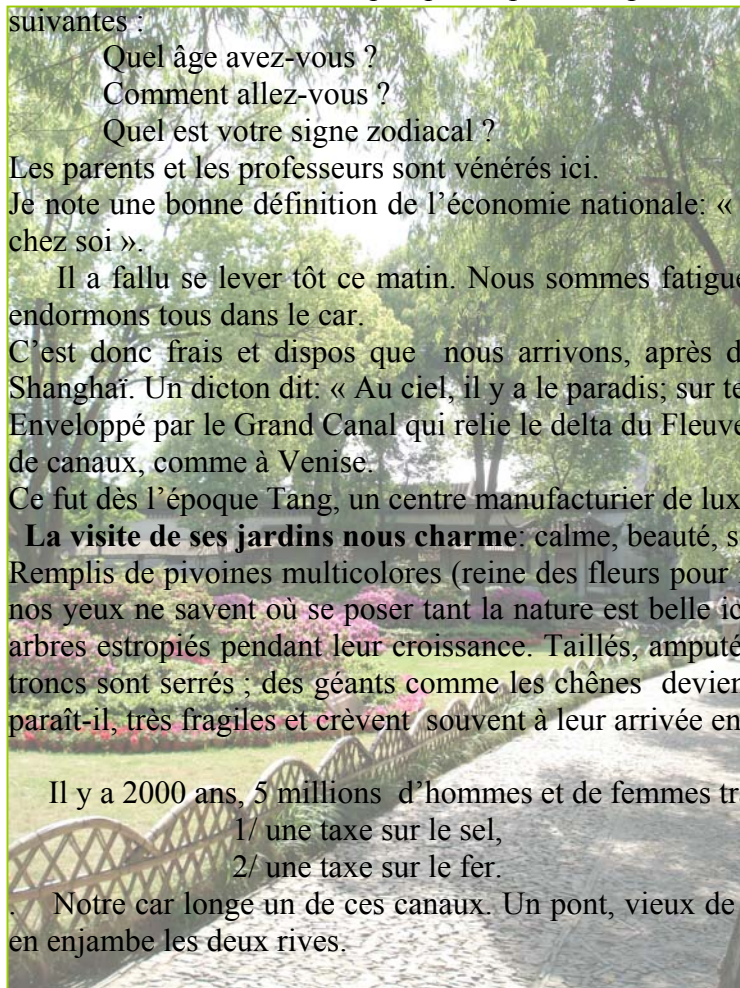 suivantes :
Quel âge avez-vous ?
Comment allez-vous ?
Quel est votre signe zodiacal ?
Les parents et les professeurs sont vénérés ici.
Je note une bonne définition de l’économie nationale: «
chez soi ».
Il a fallu se lever tôt ce matin. Nous sommes fatigué
endormons tous dans le car.
C’est donc frais et dispos que nous arrivons, après d
Shanghaï. Un dicton dit: « Au ciel, il y a le paradis; sur te
Enveloppé par le Grand Canal qui relie le delta du Fleuve
de canaux, comme à Venise.
Ce fut dès l’époque Tang, un centre manufacturier de lux
La visite de ses jardins nous charme: calme, beauté, s
Remplis de pivoines multicolores (reine des fleurs pour
nos yeux ne savent où se poser tant la nature est belle ic
arbres estropiés pendant leur croissance. Taillés, amputé
troncs sont serrés ; des géants comme les chênes devien
paraît-il, très fragiles et crèvent souvent à leur arrivée en
Il y a 2000 ans, 5 millions d’hommes et de femmes tr
1/ une taxe sur le sel,
2/ une taxe sur le fer.
. Notre car longe un de ces canaux. Un pont, vieux de
en enjambe les deux rives.